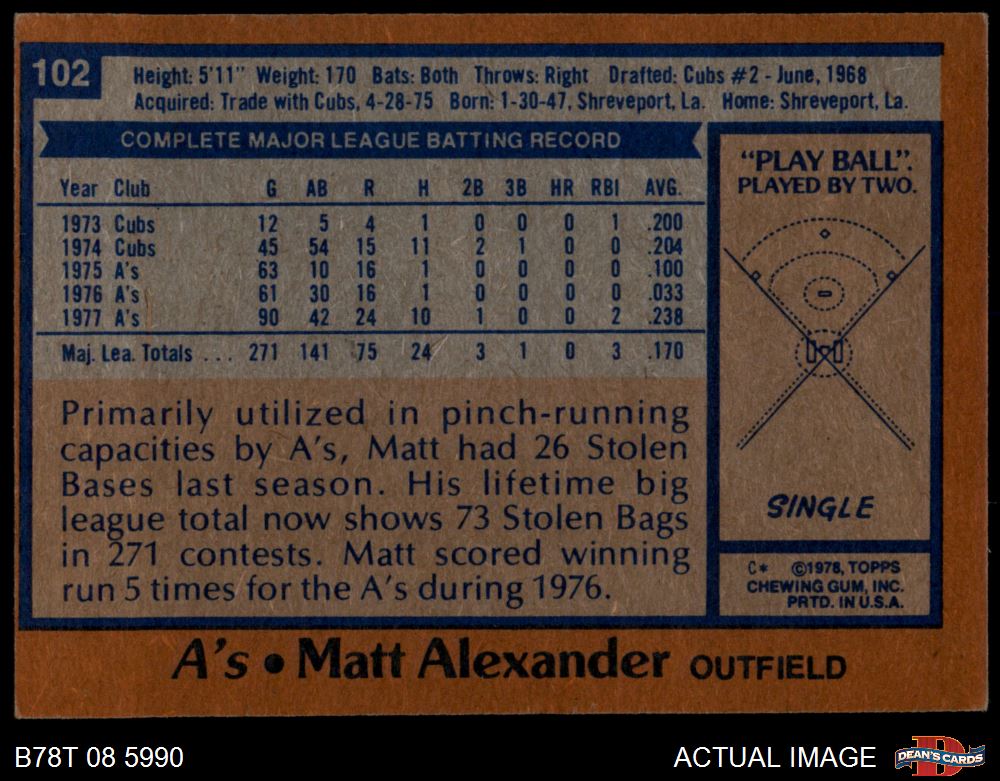 102
Height: 5'11" Weight: 170 Bats: Both Throws: Right Drafted: Cubs #2 - June, 1968
Acquired: Trade with Cubs, 4-28-75 Born: 1-30-47, Shreveport, La. Home: Shreveport, La.
COMPLETE MAJOR LEAGUE BATTING RECORD
Year Club G AB R H 2B 3B HR RBI AVG.
1973 Cubs 12 5 4 1 0 0 0 1 .200
1974 Cubs 45 54 15 11 2 1 0 0 .204
1975 A's 63 10 16 1 0 0 0 0 .100
1976 A's 61 30 16 1 0 0 0 0 .033
1977 A's 90 42 24 10 1 0 0 2 .238
Maj. Lea. Totals ... 271 141 75 24 3 1 0 3 .170
Primarily utilized in pinch-running
capacities by A's, Matt had 26 Stolen
Bases last season. His lifetime big
league total now shows 73 Stolen Bags
in 271 contests. Matt scored winning
run 5 times for the A's during 1976.
"PLAY BALL".
PLAYED BY TWO.
SINGLE
C* ©1978, TOPPS
CHEWING GUM, INC.
PRTD. IN U.S.A.
A's • Matt Alexander OUTFIELD
B78T 08 5990
ACTUAL IMAGE
D
DEAN'S CARDS